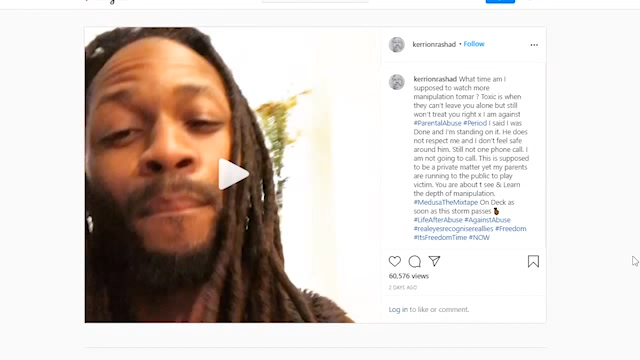 kerrionrashad • Follow
kerrionrashad What time am I
supposed to watch more
manipulation tomar ? Toxic is when
they can't leave you alone but still
won't treat you right x I am against
#ParentalAbuse #Period I said I was
Done and I'm standing on it. He does
not respect me and I don't feel safe
around him. Still not one phone call. I
am not going to call. This is supposed
to be a private matter yet my parents
are running to the public to play
victim. You are about t see & Learn
the depth of manipulation.
#MedusaTheMixtape On Deck as
soon as this storm passes
#LifeAfterAbuse #AgainstAbuse
#realeyesrecognisereallies #Freedom
#ItsFreedomTime #NOW
60,576 views
2 DAYS AGO
Log in to like or comment.